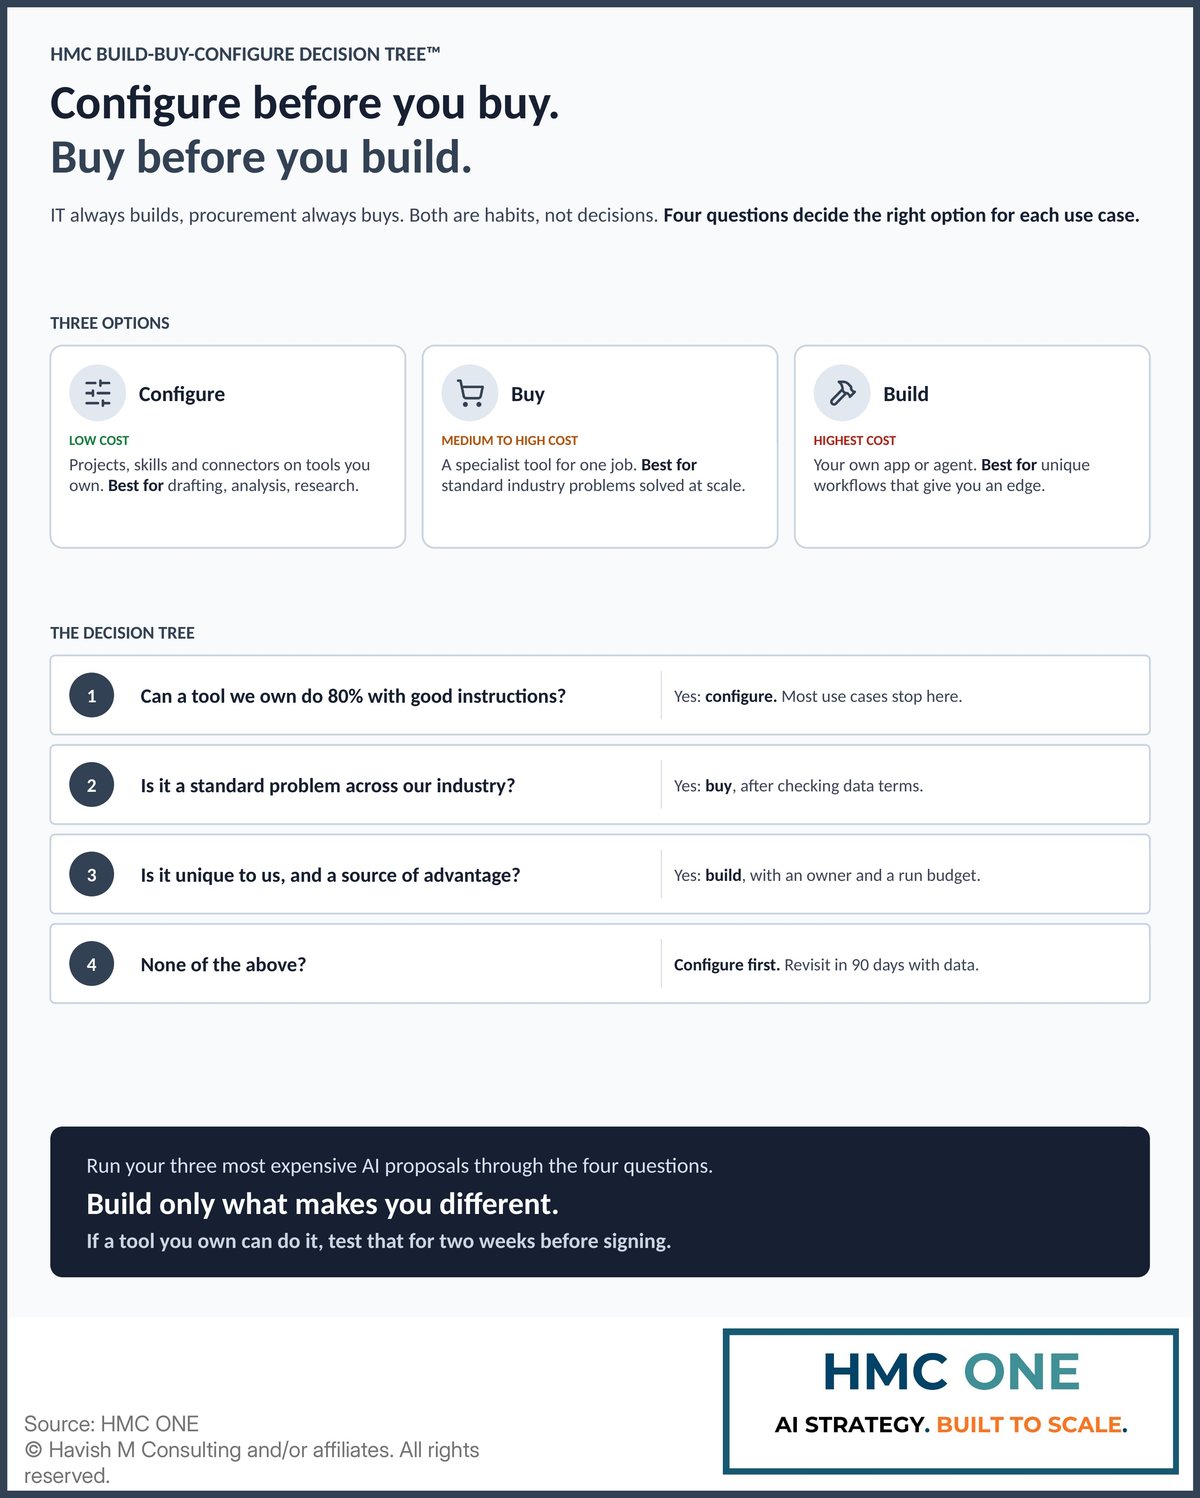 HMC BUILD-BUY-CONFIGURE DECISION TREE™
Configure before you buy.
Buy before you build.
IT always builds, procurement always buys. Both are habits, not decisions. Four questions decide the right option for each use case.
THREE OPTIONS
Configure
LOW COST
Projects, skills and connectors on tools you
own. Best for drafting, analysis, research.
Buy
MEDIUM TO HIGH COST
A specialist tool for one job. Best for
standard industry problems solved at scale.
Build
HIGHEST COST
Your own app or agent. Best for unique
workflows that give you an edge.
THE DECISION TREE
1 Can a tool we own do 80% with good instructions? Yes: configure. Most use cases stop here.
2 Is it a standard problem across our industry? Yes: buy, after checking data terms.
3 Is it unique to us, and a source of advantage? Yes: build, with an owner and a run budget.
4 None of the above? Configure first. Revisit in 90 days with data.
Run your three most expensive AI proposals through the four questions.
Build only what makes you different.
If a tool you own can do it, test that for two weeks before signing.
HMC ONE
AI STRATEGY. BUILT TO SCALE.
Source: HMC ONE
© Havish M Consulting and/or affiliates. All rights
reserved.